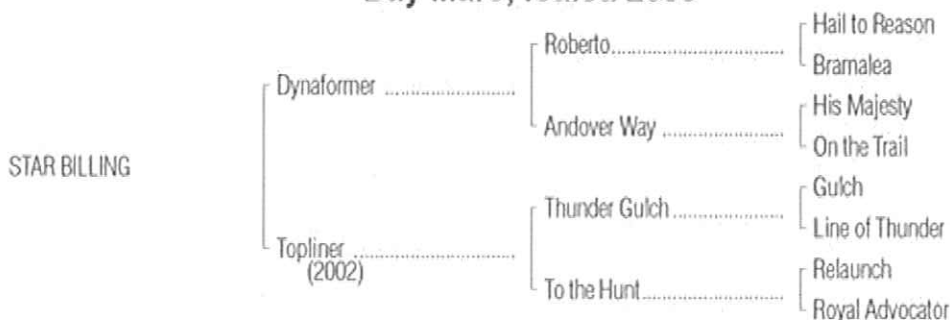 Hail to Reason
Roberto
Bramalea
Dynaformer
His Majesty
Andover Way
On the Trail
STAR BILLING
Gulch
Thunder Gulch
Line of Thunder
Topliner
(2002)
Relaunch
To the Hunt
Royal Advocator